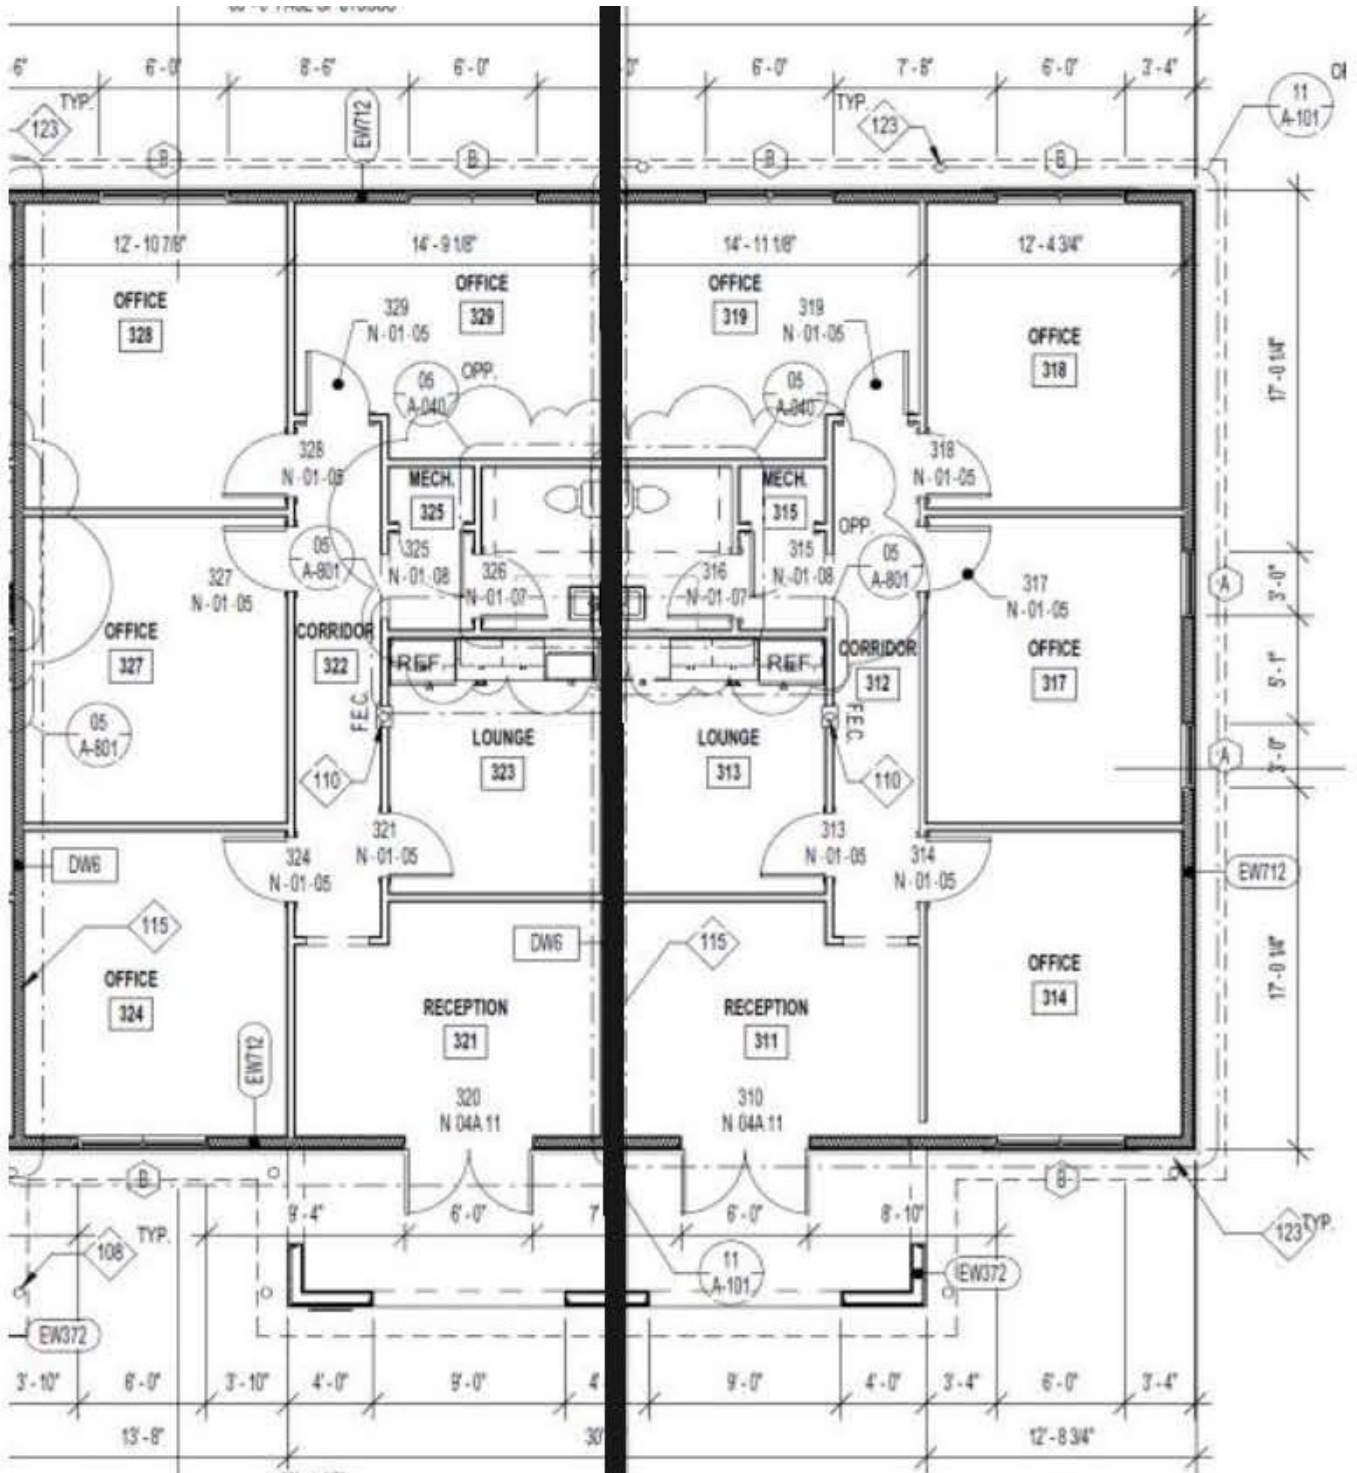 6'-0"
8'-6"
6'-0"
6'-0"
7'-8"
6'-0"
3'-4"
11
A-101
TYP.
123
EW712
TYP.
123
B
B
B
B
12'-10 7/8"
14'-9 1/8"
14'-11 1/8"
12'-4 3/4"
OFFICE
328
OFFICE
329
OFFICE
319
OFFICE
318
329
N-01-05
319
N-01-05
17'-0 1/4"
05
A-040
OPP.
05
A-040
328
N-01-05
MECH.
325
MECH.
315
318
N-01-05
OPP.
05
A-801
05
A-801
325
N-01-08
326
N-01-07
316
N-01-07
315
N-01-08
327
N-01-05
317
N-01-05
A
3'-0"
OFFICE
327
CORRIDOR
322
REF.
REF.
CORRIDOR
312
OFFICE
317
5'-1"
05
A-801
F.E.C.
LOUNGE
323
LOUNGE
313
F.E.C.
A
3'-0"
110
110
324
N-01-05
321
N-01-05
313
N-01-05
314
N-01-05
DW6
EW712
115
DW6
115
OFFICE
324
RECEPTION
321
RECEPTION
311
OFFICE
314
17'-0 1/4"
EW712
320
N 04A 11
310
N 04A 11
B
B
9'-4"
6'-0"
7'
6'-0"
8'-10"
TYP.
108
123
TYP.
11
A-101
EW372
EW372
3'-10"
6'-0"
3'-10"
4'-0"
9'-0"
4'
9'-0"
4'-0"
3'-4"
6'-0"
3'-4"
13'-8"
30'
12'-8 3/4"